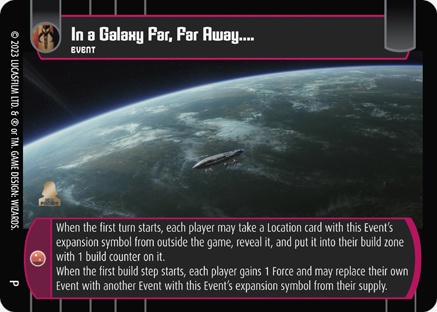 In a Galaxy Far, Far Away....
EVENT
© 2023 LUCASFILM LTD. & ® or TM. GAME DESIGN: WIZARDS.
P
When the first turn starts, each player may take a Location card with this Event's
expansion symbol from outside the game, reveal it, and put it into their build zone
with 1 build counter on it.
When the first build step starts, each player gains 1 Force and may replace their own
Event with another Event with this Event's expansion symbol from their supply.